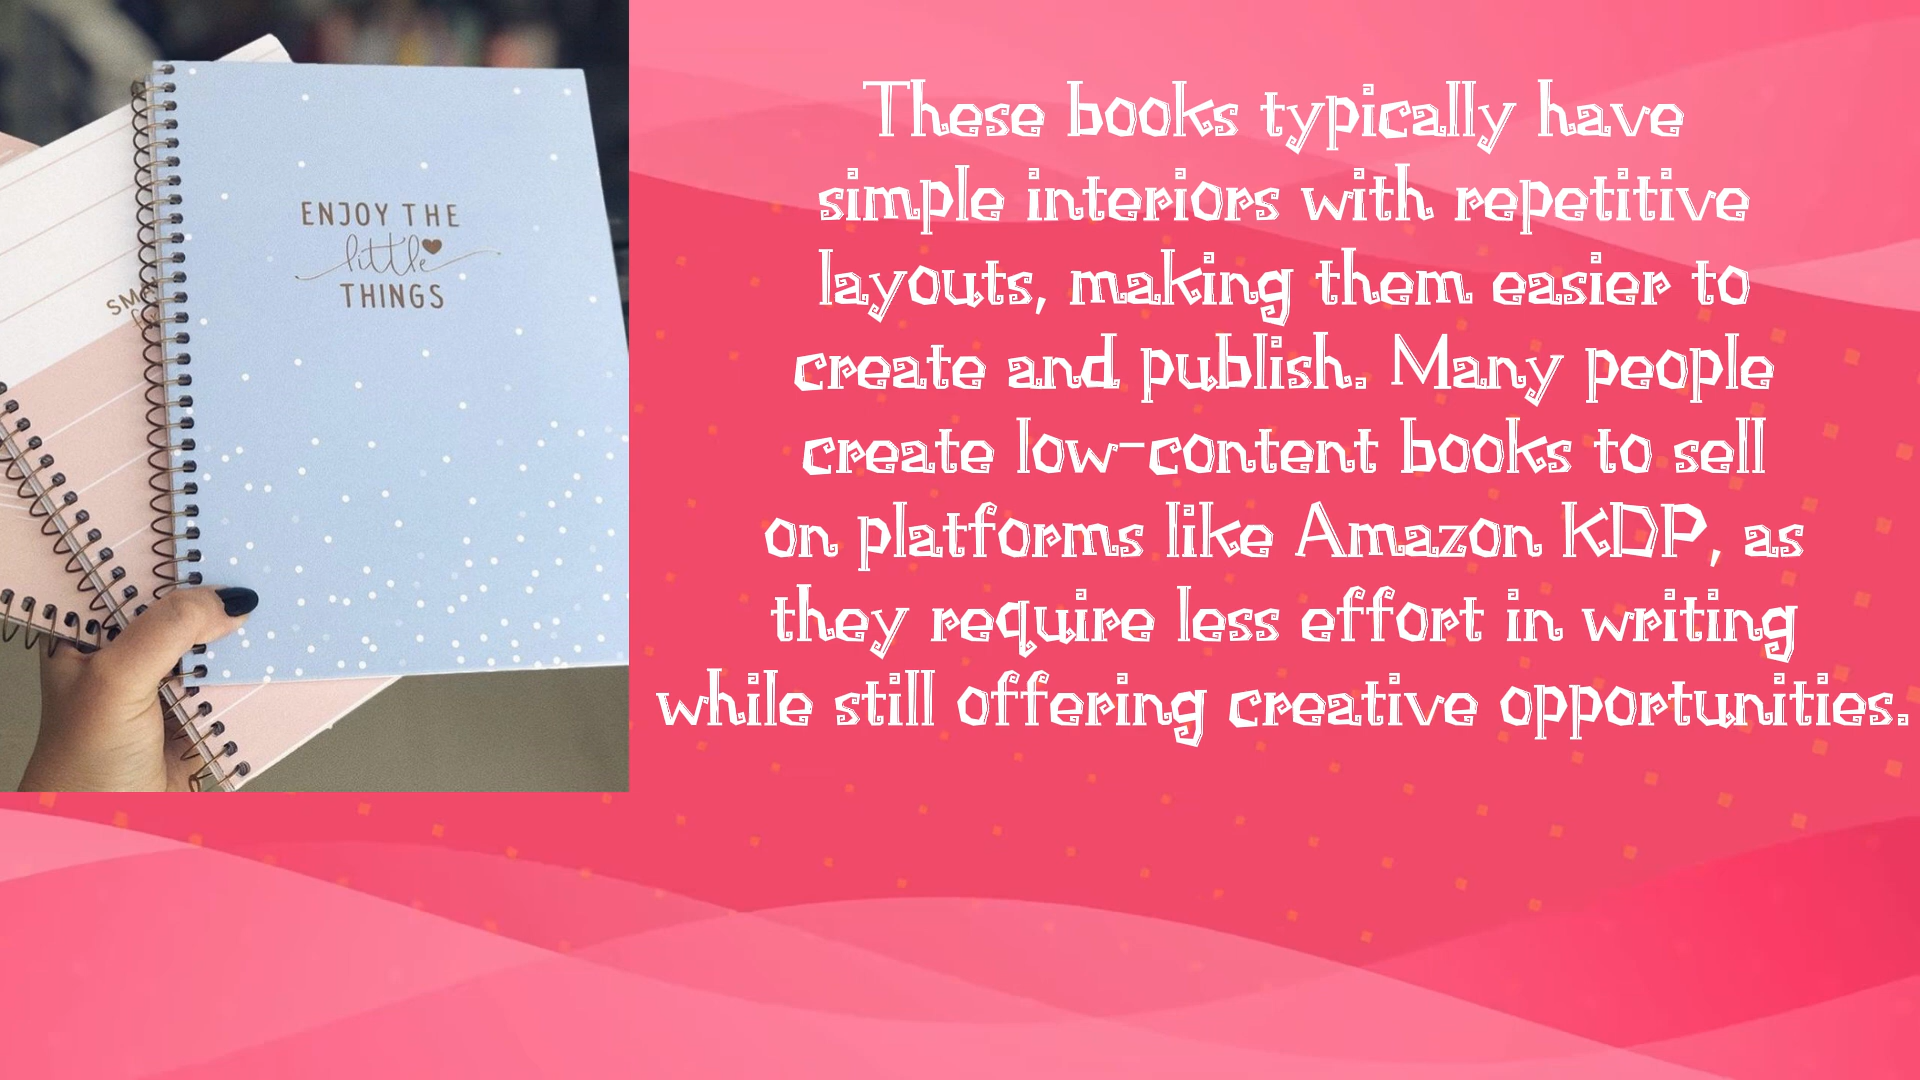 ENJOY THE
little
THINGS
These books typically have
simple interiors with repetitive
layouts, making them easier to
create and publish. Many people
create low-content books to sell
on platforms like Amazon KDP, as
they require less effort in writing
while still offering creative opportunities.